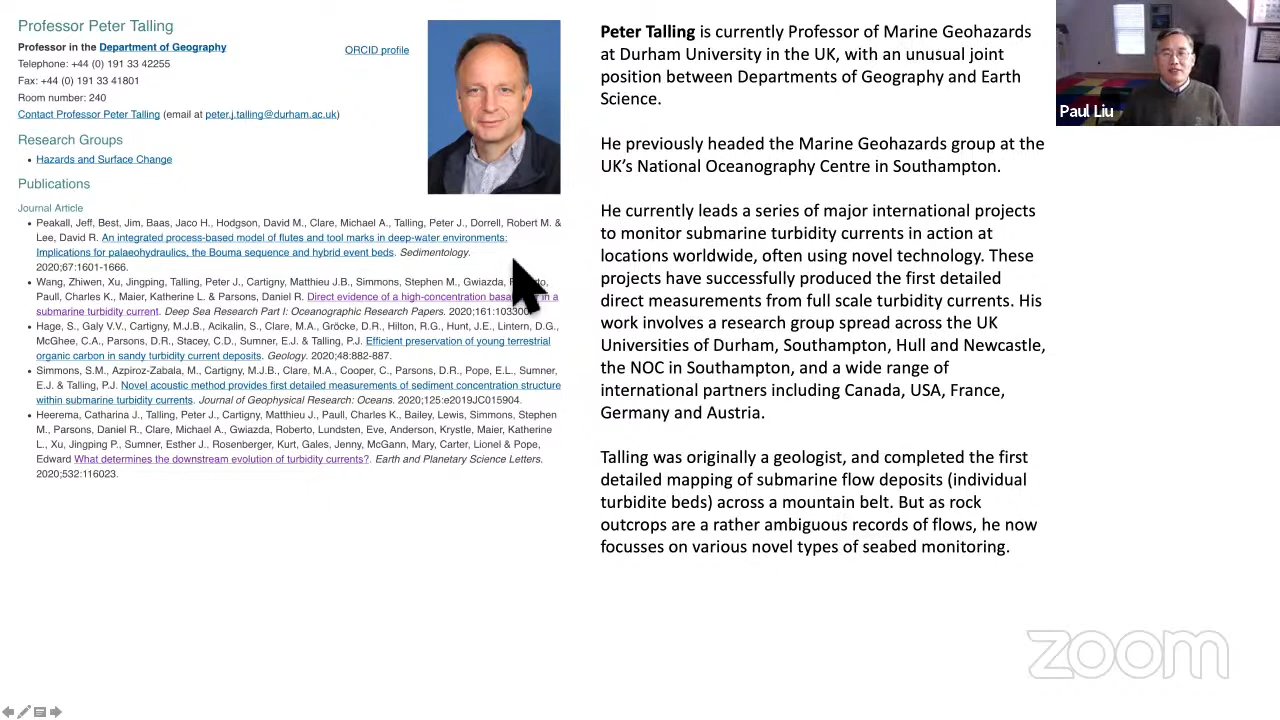 Professor Peter Talling
Professor in the Department of Geography
ORCID profile
Telephone: +44 (0) 191 33 42255
Fax: +44 (0) 191 33 41801
Room number: 240
Contact Professor Peter Talling (email at peter.j.talling@durham.ac.uk)
Research Groups
• Hazards and Surface Change
Publications
Journal Article
• Peakall, Jeff, Best, Jim, Baas, Jaco H., Hodgson, David M., Clare, Michael A., Talling, Peter J., Dorrell, Robert M. &
Lee, David R. An integrated process-based model of flutes and tool marks in deep-water environments:
Implications for palaeohydraulics, the Bouma sequence and hybrid event beds. Sedimentology.
2020;67:1601-1666.
• Wang, Zhiwen, Xu, Jingping, Talling, Peter J., Cartigny, Matthieu J.B., Simmons, Stephen M., Gwiazda,
Paull, Charles K., Maier, Katherine L. & Parsons, Daniel R. Direct evidence of a high-concentration in a
submarine turbidity current. Deep Sea Research Part I: Oceanographic Research Papers. 2020;161:103300.
• Hage, S., Galy V.V., Cartigny, M.J.B., Acikalin, S., Clare, M.A., Gröcke, D.R., Hilton, R.G., Hunt, J.E., Lintern, D.G.,
McGhee, C.A., Parsons, D.R., Stacey, C.D., Sumner, E.J. & Talling, P.J. Efficient preservation of young terrestrial
organic carbon in sandy turbidity current deposits. Geology. 2020;48:882-887.
• Simmons, S.M., Azpiroz-Zabala, M., Cartigny, M.J.B., Clare, M.A., Cooper, C., Parsons, D.R., Pope, E.L., Sumner,
E.J. & Talling, P.J. Novel acoustic method provides first detailed measurements of sediment concentration structure
within submarine turbidity currents. Journal of Geophysical Research: Oceans. 2020;125:e2019JC015904.
• Heerema, Catharina J., Talling, Peter J., Cartigny, Matthieu J., Paull, Charles K., Bailey, Lewis, Simmons, Stephen
M., Parsons, Daniel R., Clare, Michael A., Gwiazda, Roberto, Lundsten, Eve, Anderson, Krystle, Maier, Katherine
L., Xu, Jingping P., Sumner, Esther J., Rosenberger, Kurt, Gales, Jenny, McGann, Mary, Carter, Lionel & Pope,
Edward What determines the downstream evolution of turbidity currents?. Earth and Planetary Science Letters.
2020;532:116023.
Peter Talling is currently Professor of Marine Geohazards
at Durham University in the UK, with an unusual joint
position between Departments of Geography and Earth
Science.
He previously headed the Marine Geohazards group at the
UK's National Oceanography Centre in Southampton.
He currently leads a series of major international projects
to monitor submarine turbidity currents in action at
locations worldwide, often using novel technology. These
projects have successfully produced the first detailed
direct measurements from full scale turbidity currents. His
work involves a research group spread across the UK
Universities of Durham, Southampton, Hull and Newcastle,
the NOC in Southampton, and a wide range of
international partners including Canada, USA, France,
Germany and Austria.
Talling was originally a geologist, and completed the first
detailed mapping of submarine flow deposits (individual
turbidite beds) across a mountain belt. But as rock
outcrops are a rather ambiguous records of flows, he now
focusses on various novel types of seabed monitoring.
Paul Liu
zoom